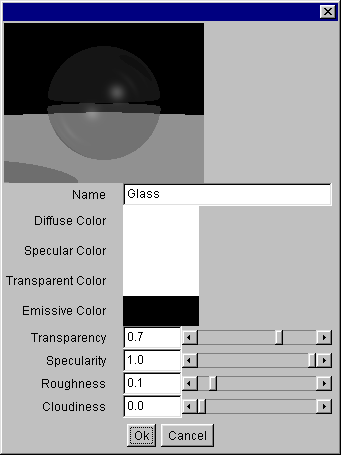 Name Glass
Diffuse Color
Specular Color
Transparent Color
Emissive Color
Transparency 0.7
Specularity 1.0
Roughness 0.1
Cloudiness 0.0
Ok Cancel